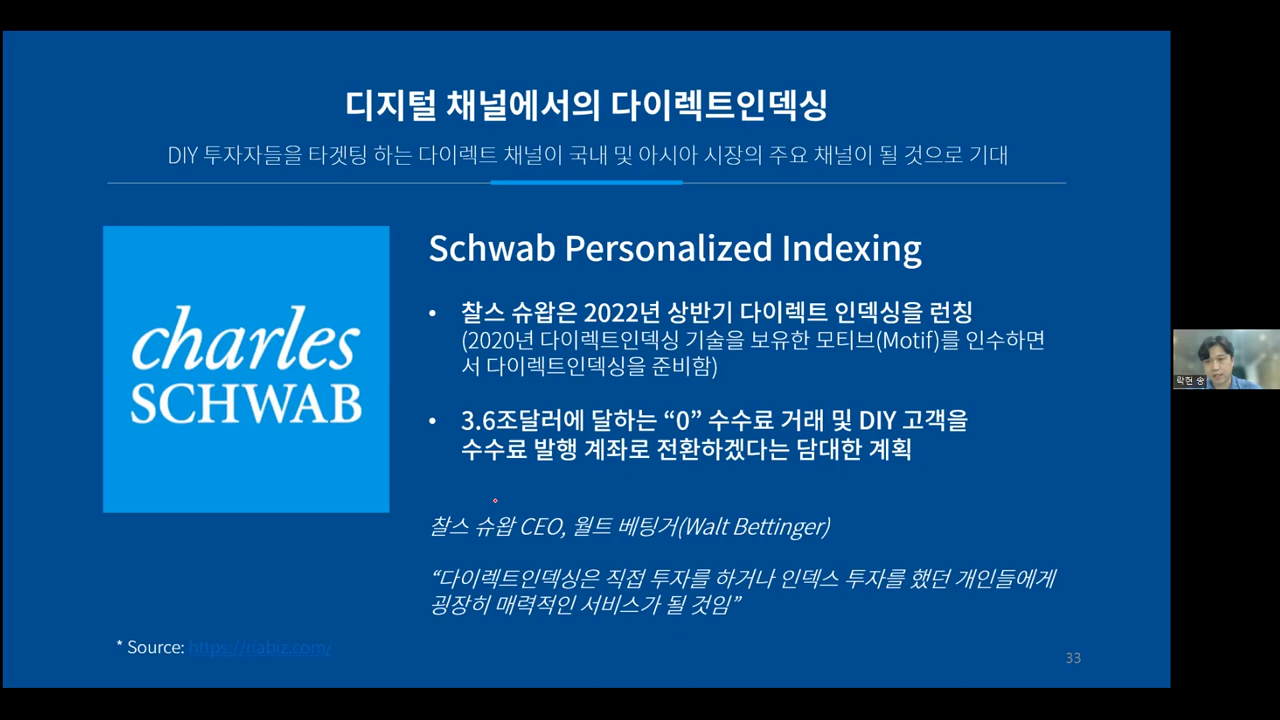 디지털 채널에서의 다이렉트인덱싱
DIY 투자자들을 타겟팅 하는 다이렉트 채널이 국내 및 아시아 시장의 주요 채널이 될 것으로 기대
charles
SCHWAB
Schwab Personalized Indexing
• 찰스 슈왑은 2022년 상반기 다이렉트 인덱싱을 런칭
(2020년 다이렉트인덱싱 기술을 보유한 모티브(Motif)를 인수하면
서 다이렉트인덱싱을 준비함)
• 3.6조달러에 달하는 “0” 수수료 거래 및 DIY 고객을
수수료 발행 계좌로 전환하겠다는 담대한 계획
찰스 슈왑 CEO, 월트 베팅거(Walt Bettinger)
“다이렉트인덱싱은 직접 투자를 하거나 인덱스 투자를 했던 개인들에게
굉장히 매력적인 서비스가 될 것임”
* Source: https://riabiz.com/
33
락현 송